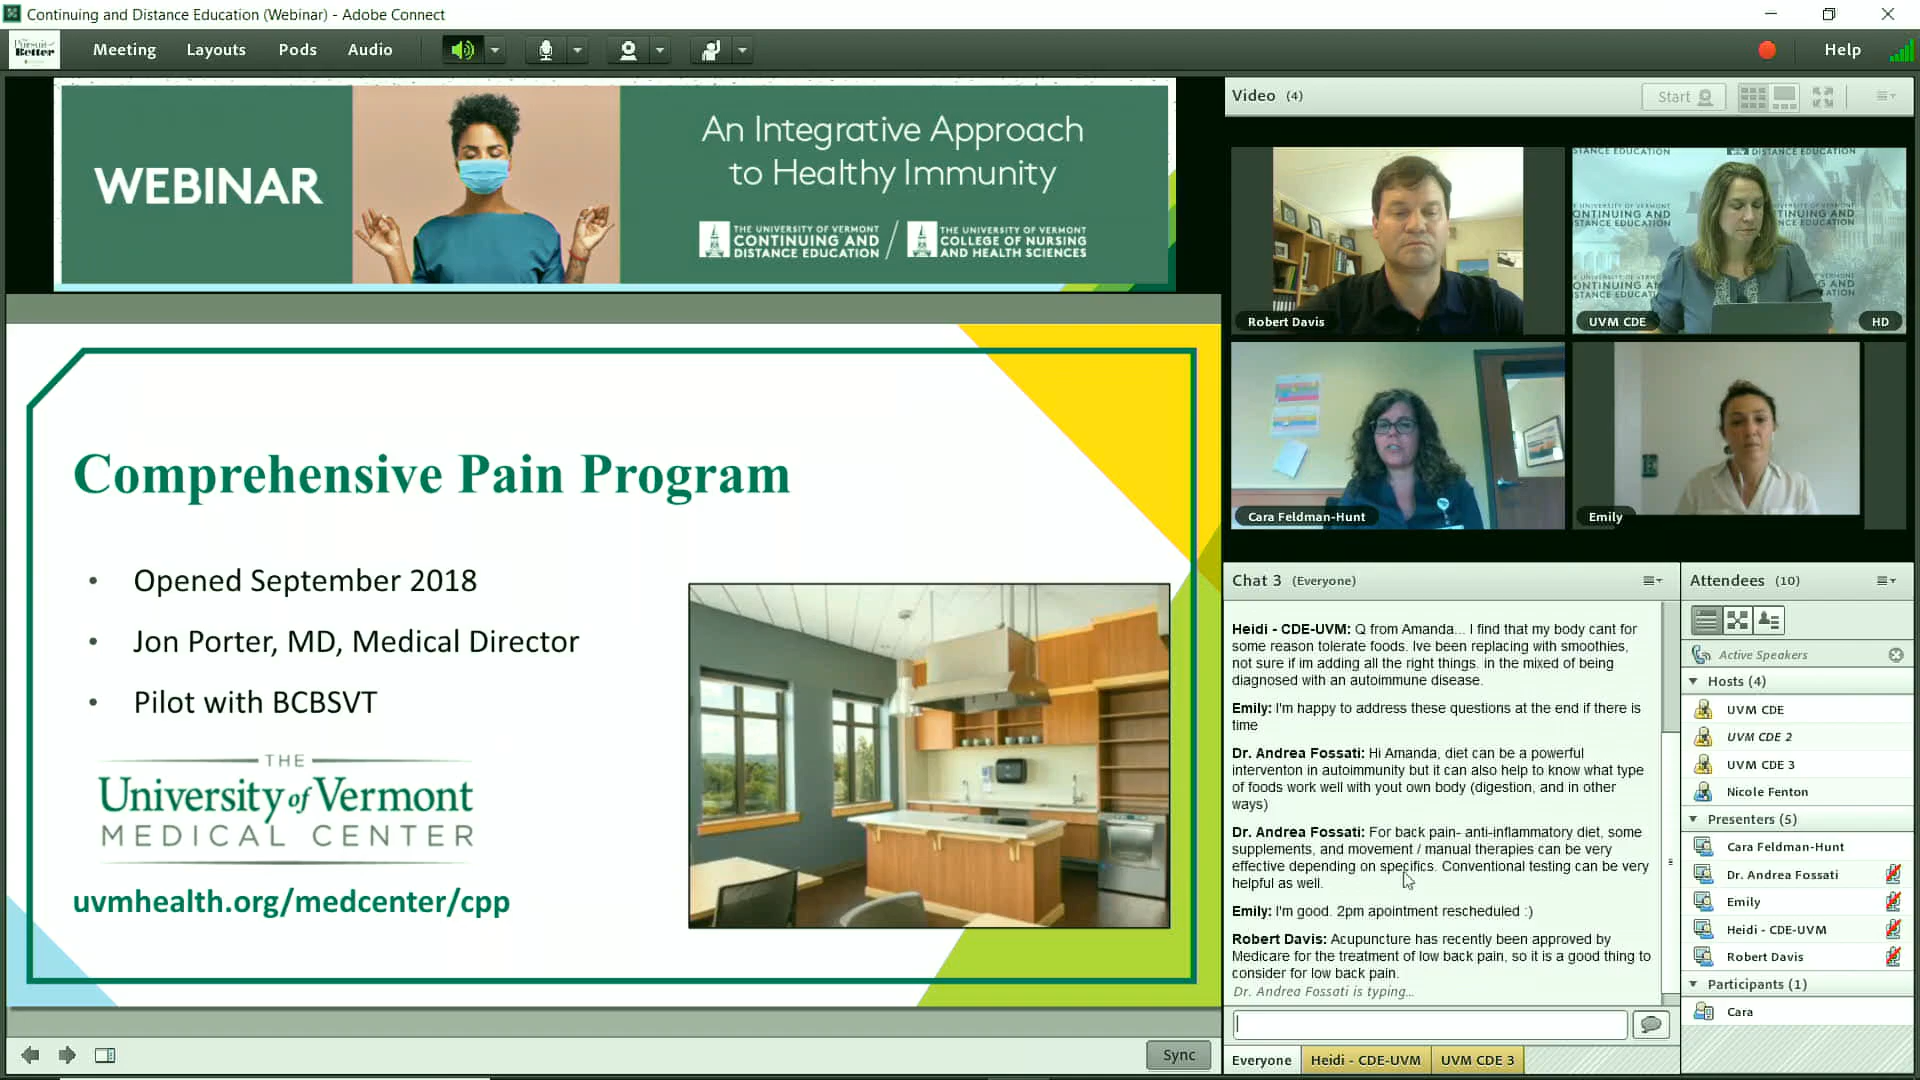 Continuing and Distance Education (Webinar) - Adobe Connect
Pursuit of
Better
Meeting
Layouts
Pods
Audio
Help
WEBINAR
An Integrative Approach
to Healthy Immunity
THE UNIVERSITY OF VERMONT
CONTINUING AND
DISTANCE EDUCATION
THE UNIVERSITY OF VERMONT
COLLEGE OF NURSING
AND HEALTH SCIENCES
Comprehensive Pain Program
• Opened September 2018
• Jon Porter, MD, Medical Director
• Pilot with BCBSVT
THE
University of Vermont
MEDICAL CENTER
uvmhealth.org/medcenter/cpp
Sync
Video (4)
Start
Robert Davis
DISTANCE EDUCATION
CONTINUING AND
UVM CDE
HD
Cara Feldman-Hunt
Emily
Chat 3 (Everyone)
Heidi - CDE-UVM: Q from Amanda... I find that my body cant for
some reason tolerate foods. Ive been replacing with smoothies,
not sure if im adding all the right things. in the mixed of being
diagnosed with an autoimmune disease.
Emily: I'm happy to address these questions at the end if there is
time
Dr. Andrea Fossati: Hi Amanda, diet can be a powerful
interventon in autoimmunity but it can also help to know what type
of foods work well with yout own body (digestion, and in other
ways)
Dr. Andrea Fossati: For back pain- anti-inflammatory diet, some
supplements, and movement / manual therapies can be very
effective depending on specifics. Conventional testing can be very
helpful as well.
Emily: I'm good. 2pm apointment rescheduled :)
Robert Davis: Acupuncture has recently been approved by
Medicare for the treatment of low back pain, so it is a good thing to
consider for low back pain.
Dr. Andrea Fossati is typing...
Everyone
Heidi - CDE-UVM
UVM CDE 3
Attendees (10)
Active Speakers
Hosts (4)
UVM CDE
UVM CDE 2
UVM CDE 3
Nicole Fenton
Presenters (5)
Cara Feldman-Hunt
Dr. Andrea Fossati
Emily
Heidi - CDE-UVM
Robert Davis
Participants (1)
Cara